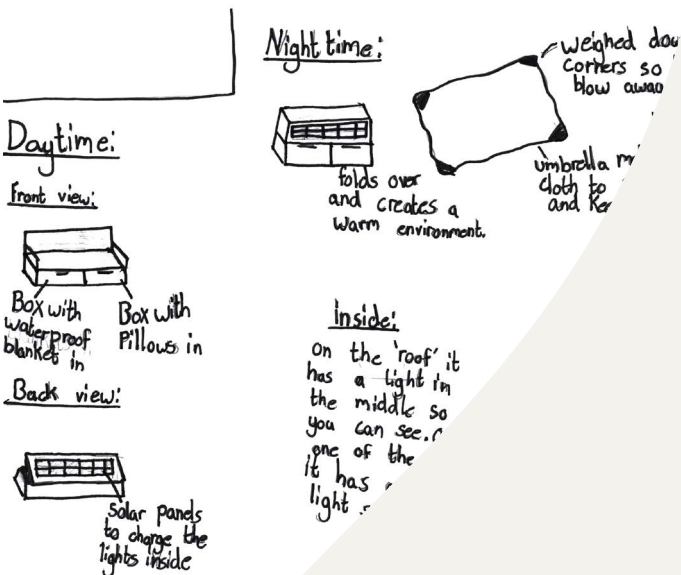 Daytime:
Front view:
Box with
waterproof
blanket in
Box with
Pillows in
Back view:
Solar panels
to charge the
lights inside
Night time:
folds over
and creates a
warm environment.
weighed
corners so
blow
umbrella
cloth to
and
Inside:
on the 'roof' it
has a light in
the middle so
you can see.
one of the
it has
light